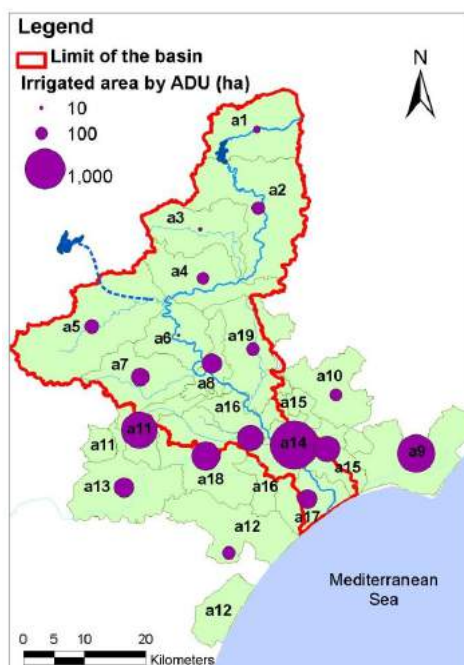 Legend
Limit of the basin
Irrigated area by ADU (ha)
10
100
1,000
N
a1
a2
a3
a4
a5
a6
a19
a7
a8
a10
a15
a16
a11
a14
a11
a9
a15
a18
a13
a16
a17
a12
Mediterranean
Sea
a12
0 5 10 20
Kilometers